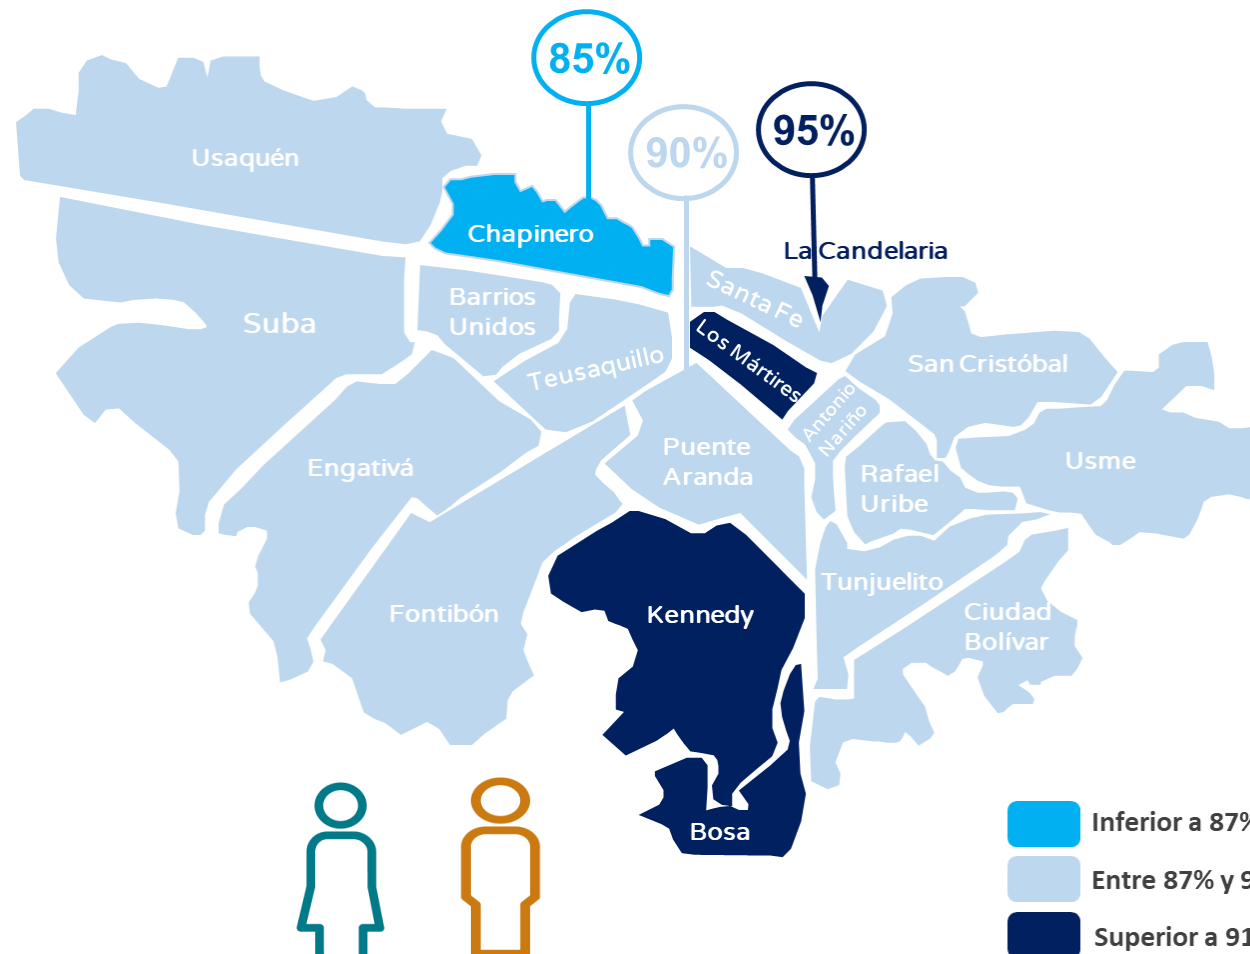 85%
95%
90%
Usaquén
Chapinero
La Candelaria
Santa Fe
Barrios
Unidos
Suba
Teusaquillo
Los Mártires
San Cristóbal
Antonio
Nariño
Puente
Aranda
Engativá
Rafael
Uribe
Usme
Tunjuelito
Kennedy
Fontibón
Ciudad
Bolívar
Bosa
Inferior a 87%
Entre 87% y 9
Superior a 91